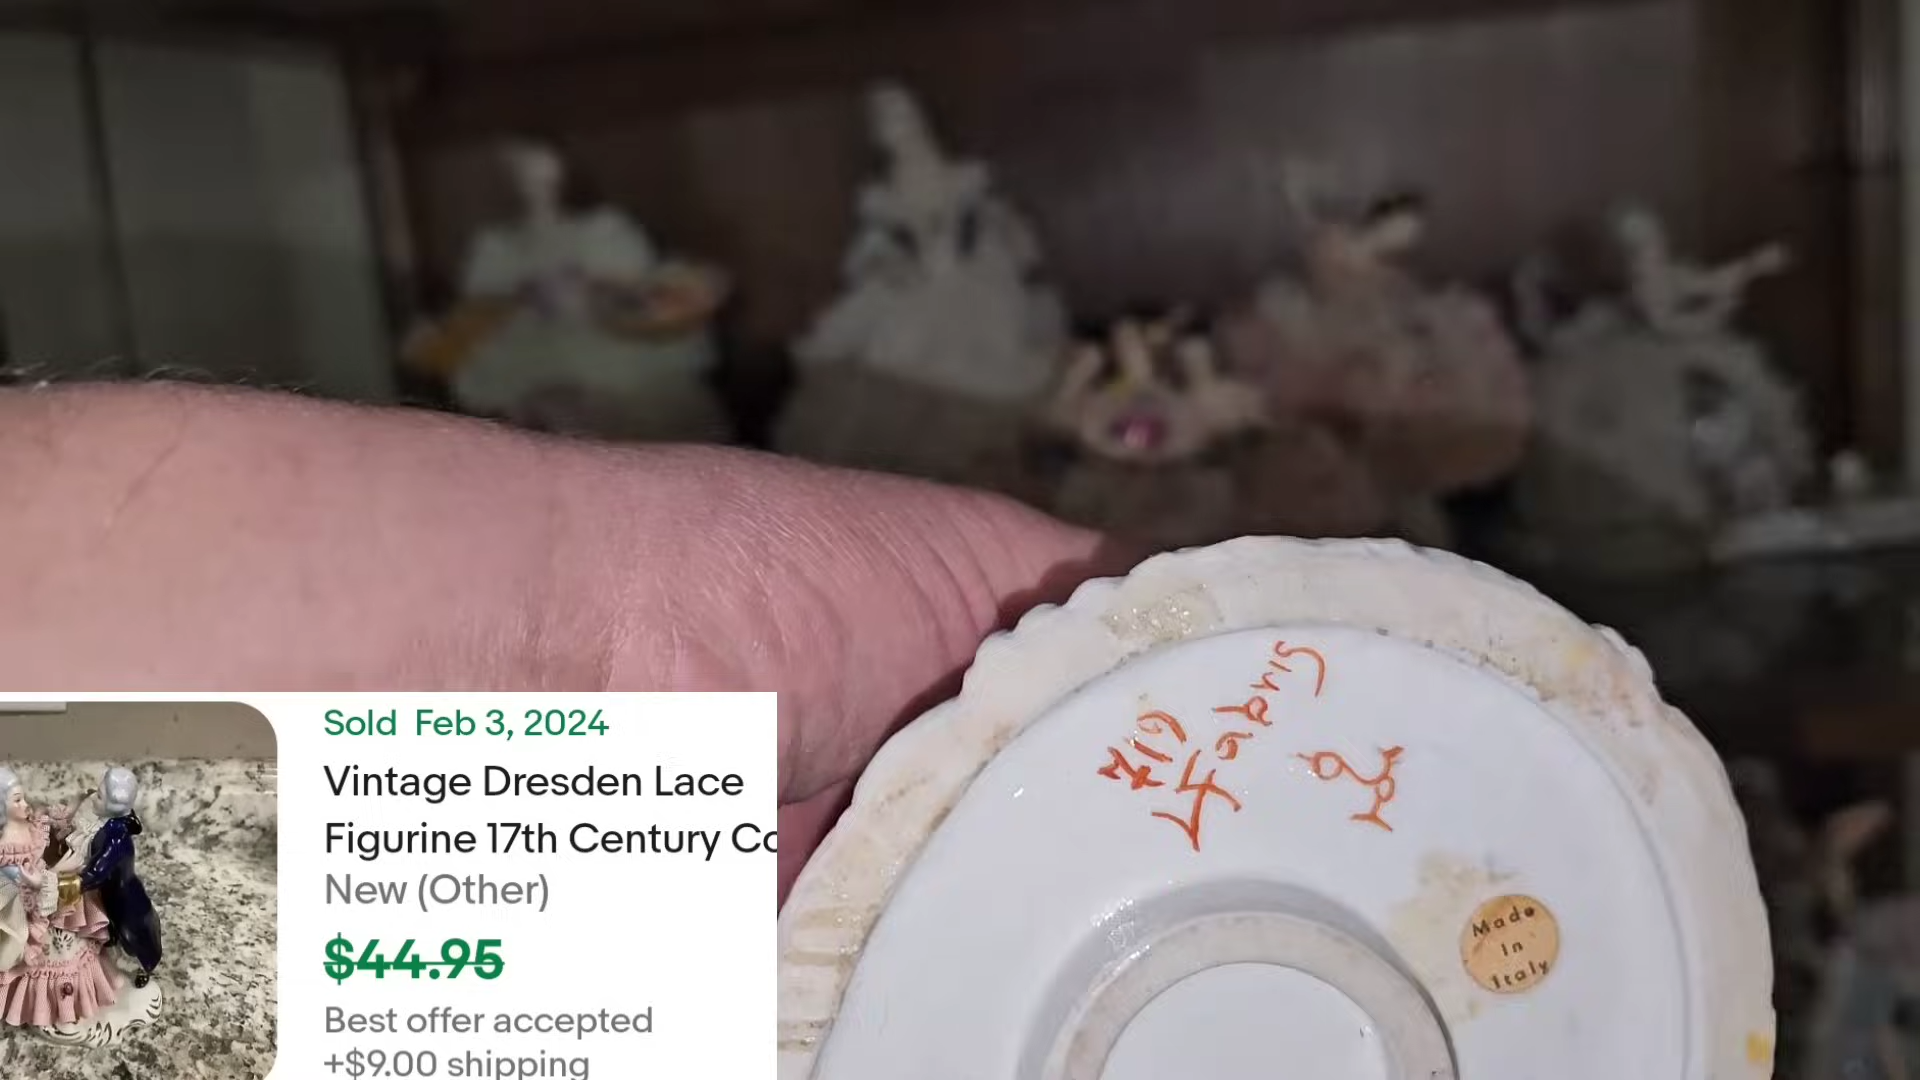 Sold Feb 3, 2024
Vintage Dresden Lace
Figurine 17th Century Co
New (Other)
$44.95
Best offer accepted
+$9.00 shipping
Fabris
Made
In
Italy